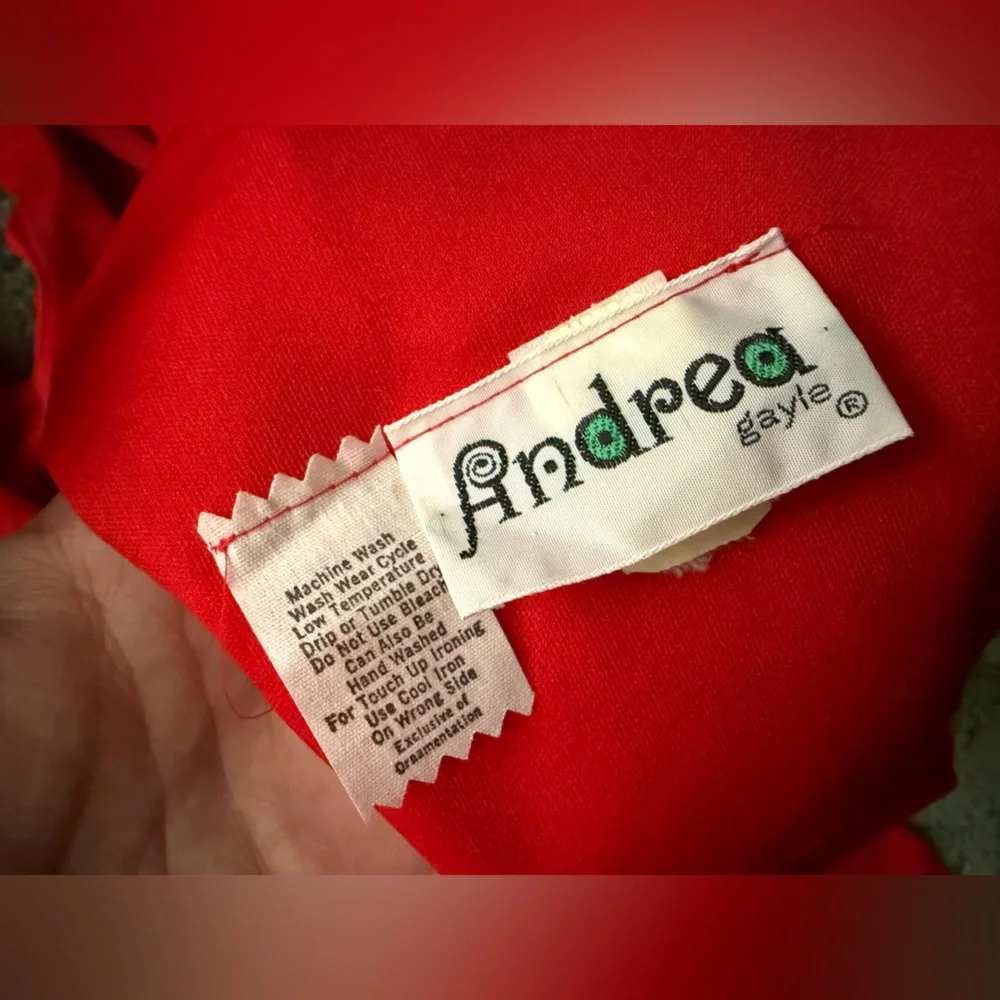 Andrea
gayle ®
Machine Wash
Wash Wear Cycle
Low Temperature
Drip or Tumble Dry
Do Not Use Bleach
Can Also Be
Hand Washed
For Touch Up Ironing
Use Cool Iron
On Wrong Side
Exclusive of
Ornamentation